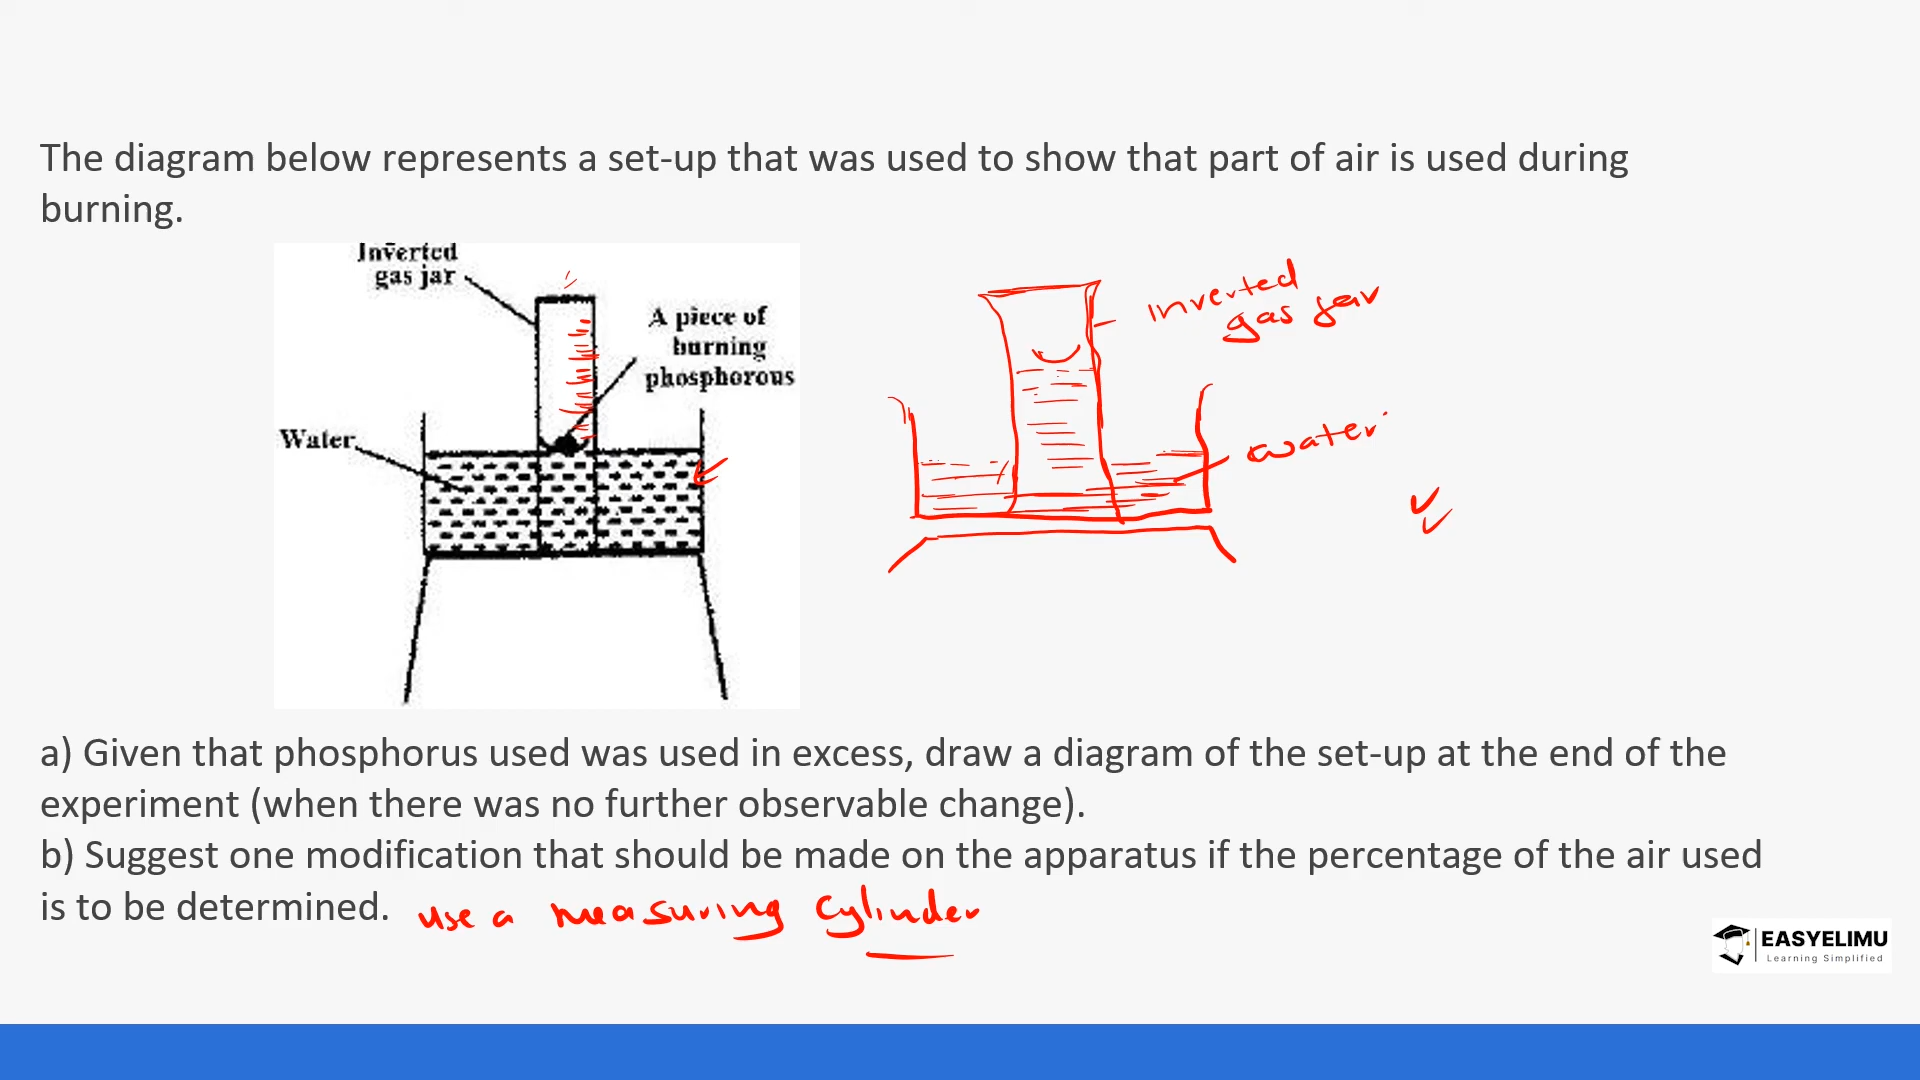 The diagram below represents a set-up that was used to show that part of air is used during
burning.
Inverted
gas jar
A piece of
burning
phosphorous
Water
inverted
gas jar
water
a) Given that phosphorus used was used in excess, draw a diagram of the set-up at the end of the
experiment (when there was no further observable change).
b) Suggest one modification that should be made on the apparatus if the percentage of the air used
is to be determined. use a measuring cylinder
EASYELIMU
Learning Simplified